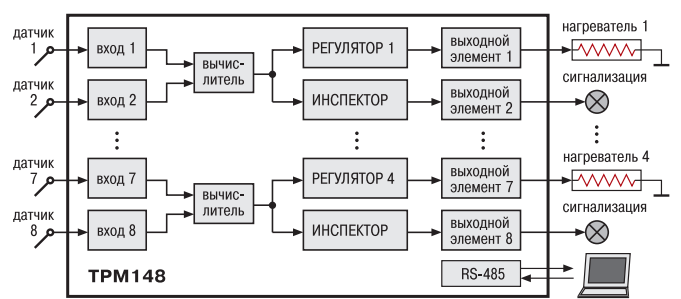 датчик
1
вход 1
вычис-
литель
РЕГУЛЯТОР 1
выходной
элемент 1
нагреватель 1
датчик
2
вход 2
ИНСПЕКТОР
выходной
элемент 2
сигнализация
датчик
7
вход 7
вычис-
литель
РЕГУЛЯТОР 4
выходной
элемент 7
нагреватель 4
датчик
8
вход 8
ИНСПЕКТОР
выходной
элемент 8
сигнализация
ТРМ148
RS-485